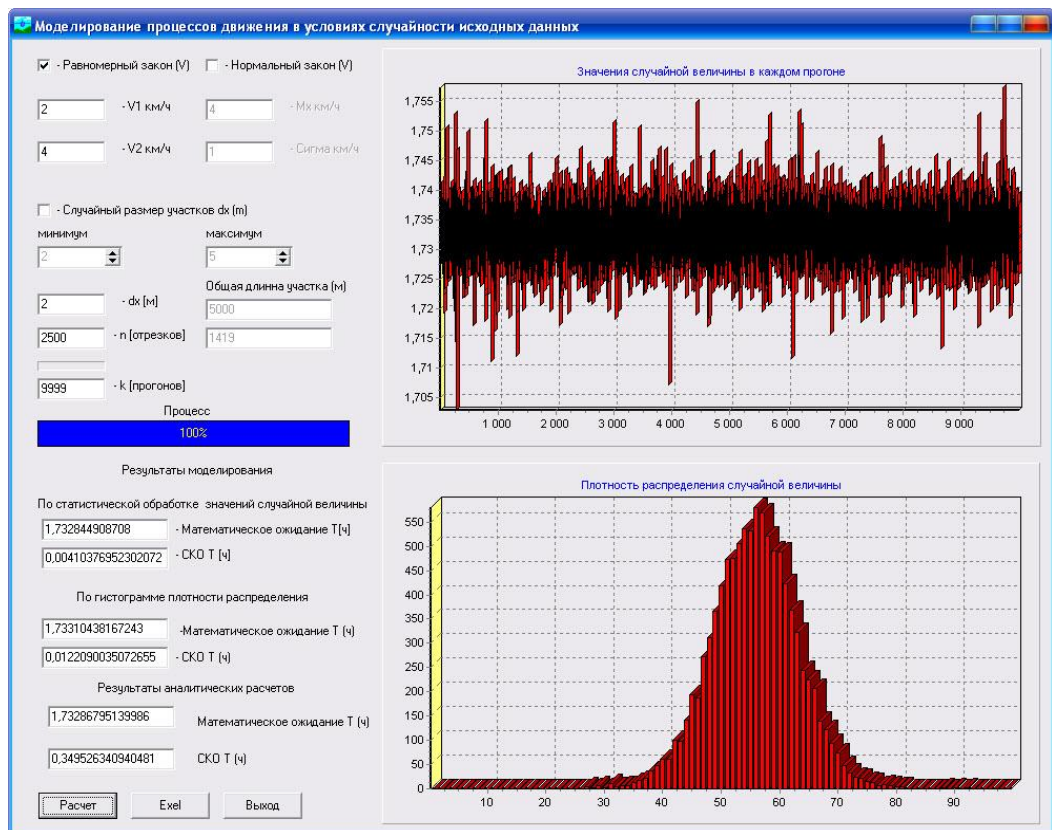 Моделирование процессов движения в условиях случайности исходных данных
- Равномерный закон (V)
- Нормальный закон (V)
2
- V1 км/ч
4
- Mx км/ч
4
- V2 км/ч
1
- Сигма км/ч
- Случайный размер участков dx (m)
минимум
максимум
2
5
2
- dx [м]
Общая длинна участка (м)
5000
2500
- n [отрезков]
1419
9999
- k [прогонов]
Процесс
100%
Результаты моделирования
По статистической обработке значений случайной величины
1,732844908708
- Математическое ожидание Т[ч]
0,00410376952302072
- СКО Т [ч]
По гистограмме плотности распределения
1,73310438167243
-Математическое ожидание Т (ч)
0,0122090035072655
- СКО Т (ч)
Результаты аналитических расчетов
1,73286795139986
Математическое ожидание Т (ч)
0,349526340940481
СКО Т (ч)
Расчет
Exel
Выход
Значения случайной величины в каждом прогоне
1,755
1,75
1,745
1,74
1,735
1,73
1,725
1,72
1,715
1,71
1,705
1 000 2 000 3 000 4 000 5 000 6 000 7 000 8 000 9 000
Плотность распределения случайной величины
550
500
450
400
350
300
250
200
150
100
50
0
10 20 30 40 50 60 70 80 90